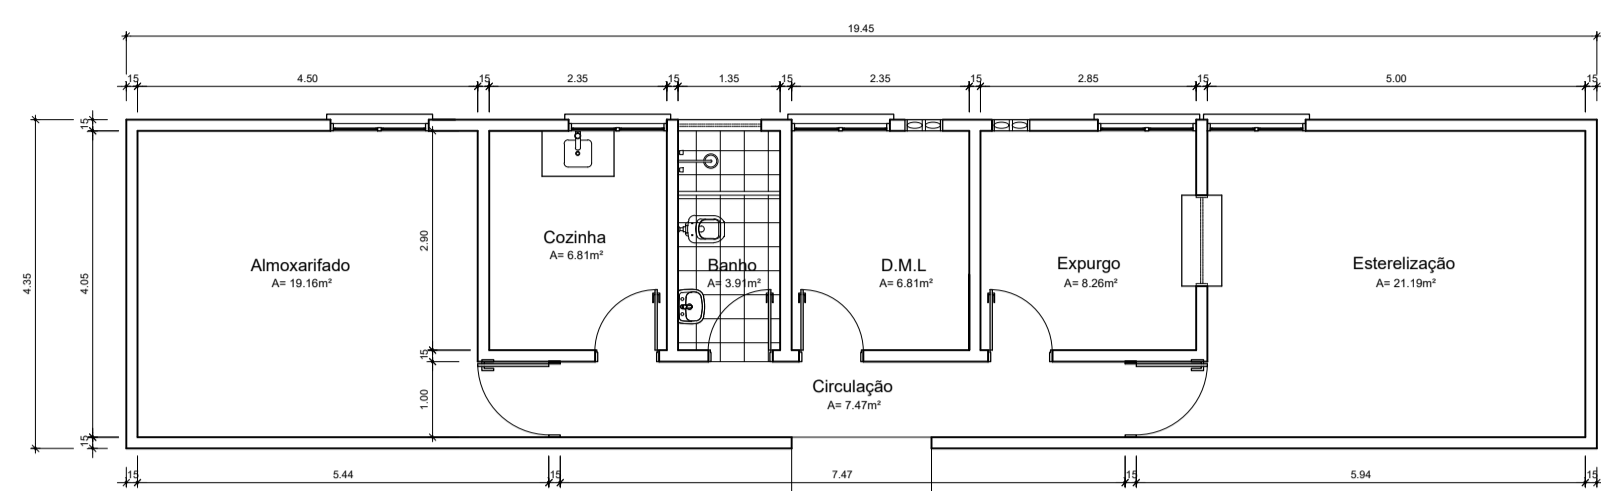 19.45
15 4.50 15 2.35 15 1.35 15 2.35 15 2.85 15 5.00 15
15
4.35
4.05
15
2.90
15
1.00
Almoxarifado
A= 19.16m²
Cozinha
A= 6.81m²
Banho
A= 3.91m²
D.M.L
A= 6.81m²
Expurgo
A= 8.26m²
Esterelização
A= 21.19m²
Circulação
A= 7.47m²
15 5.44 15 7.47 15 5.94 15